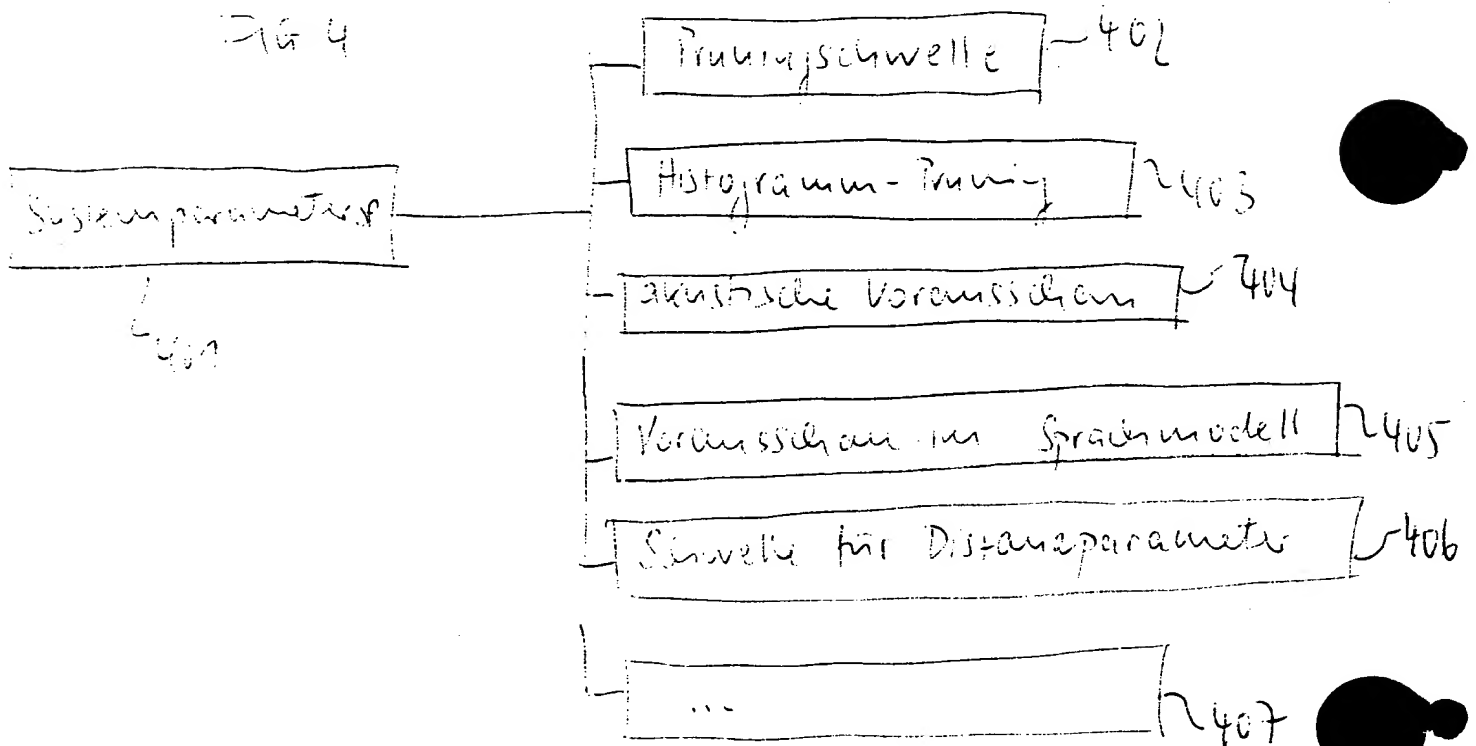 FIG 4
Pruningschwelle 402
Histogramm-Pruning 403
Systemparameter
401
akustische Vorausschau 404
Vorausschau im Sprachmodell 405
Schwelle für Distanzparameter 406
... 407